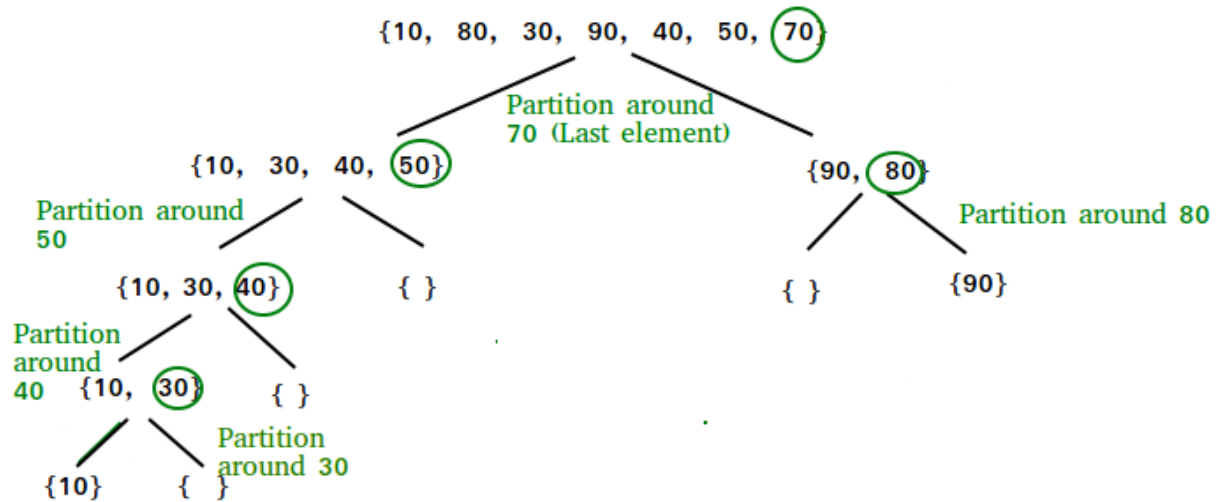 {10, 80, 30, 90, 40, 50, 70}
Partition around
70 (Last element)
{10, 30, 40, 50}
{90, 80}
Partition around
50
Partition around 80
{10, 30, 40}
{ }
{ }
{90}
Partition
around
40
{10, 30}
{ }
Partition
around 30
{10}
{ }